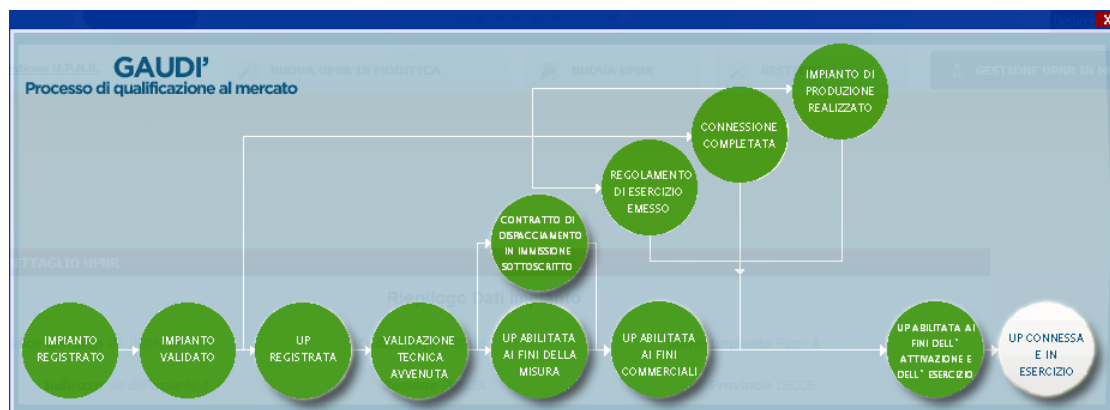 X
GAUDI'
Processo di qualificazione al mercato
NUOVA UPNR IN MODIFICA
NUOVA UPNR
IMPIANTO DI
PRODUZIONE
REALIZZATO
CONNESSIONE
COMPLETATA
REGOLAMENTO
DI ESERCIZIO
EMESSO
CONTRATTO DI
DISPACCIAMENTO
IN IMMISSIONE
SOTTOSCRITTO
DETTAGLIO UPNR
Riepilogo Dati Impianto
IMPIANTO
REGISTRATO
IMPIANTO
VALIDATO
UP
REGISTRATA
VALIDAZIONE
TECNICA
AVVENUTA
UP ABILITATA
AI FINI DELLA
MISURA
UP ABILITATA
AI FINI
COMMERCIALI
UP ABILITATA AI
FINI DELL'
ATTIVAZIONE E
DELL' ESERCIZIO
UP CONNESSA
E IN
ESERCIZIO
Provincia LECCE